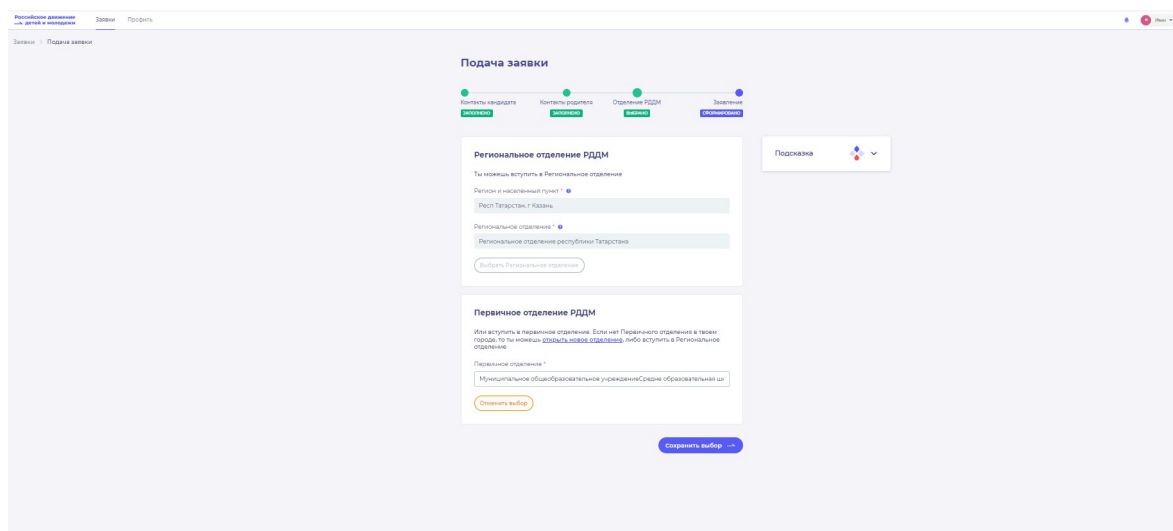 Российское движение
детей и молодежи
Заявки Профиль
Иван
Заявки > Подача заявки
Подача заявки
Контакты кандидата Контакты родителя Отделение РДДМ Заявление
ЗАПОЛНЕНО ЗАПОЛНЕНО ВЫБРАНО СФОРМИРОВАНО
Региональное отделение РДДМ
Подсказка
Ты можешь вступить в Региональное отделение
Регион и населенный пункт *
Респ Татарстан, г Казань
Региональное отделение *
Региональное отделение республики Татарстана
Выбрать Региональное отделение
Первичное отделение РДДМ
Или вступить в первичное отделение. Если нет Первичного отделения в твоем
городе, то ты можешь открыть новое отделение, либо вступить в Региональное
отделение
Первичное отделение *
Муниципальное общеобразовательное учреждениеСредне образовательная шк
Отменить выбор
Сохранить выбор →